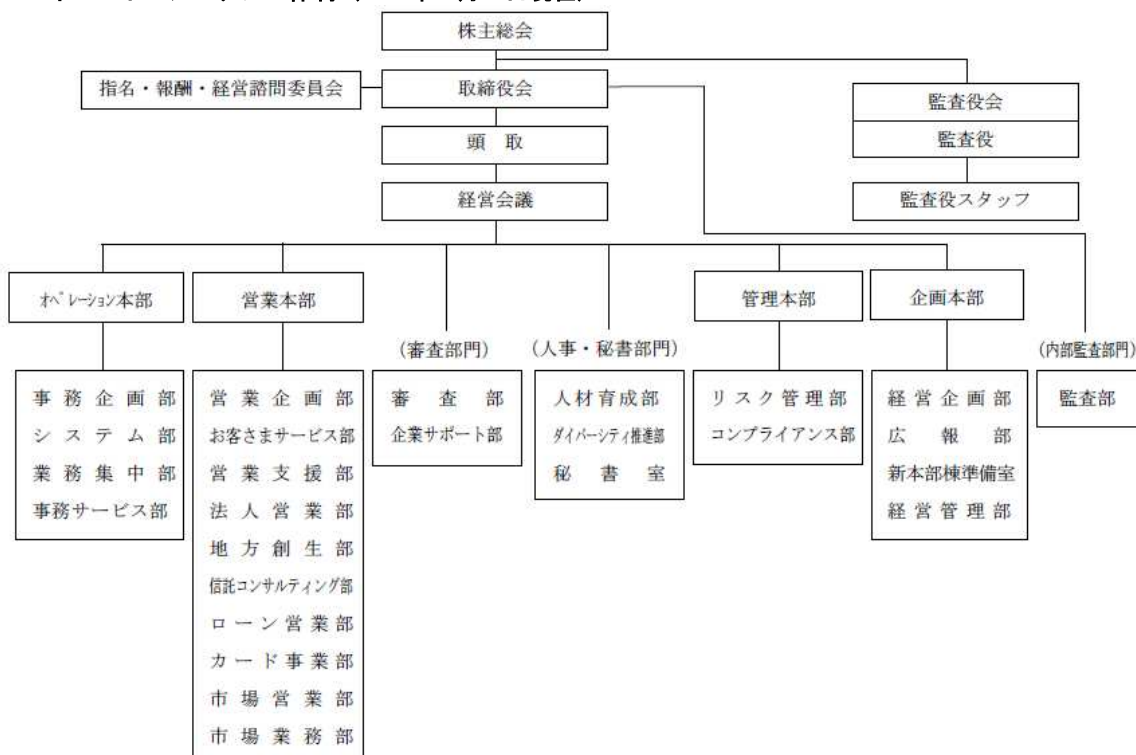 株主総会
指名・報酬・経営諮問委員会
取締役会
監査役会
監査役
頭 取
経営会議
監査役スタッフ
オペレーション本部
営業本部
管理本部
企画本部
(審査部門)
(人事・秘書部門)
(内部監査部門)
事務企画部
システム部
業務集中部
事務サービス部
営業企画部
お客さまサービス部
営業支援部
法人営業部
地方創生部
信託コンサルティング部
ローン営業部
カード事業部
市場営業部
市場業務部
審査部
企業サポート部
人材育成部
ダイバーシティ推進部
秘書室
リスク管理部
コンプライアンス部
経営企画部
広報部
新本部棟準備室
経営管理部
監査部